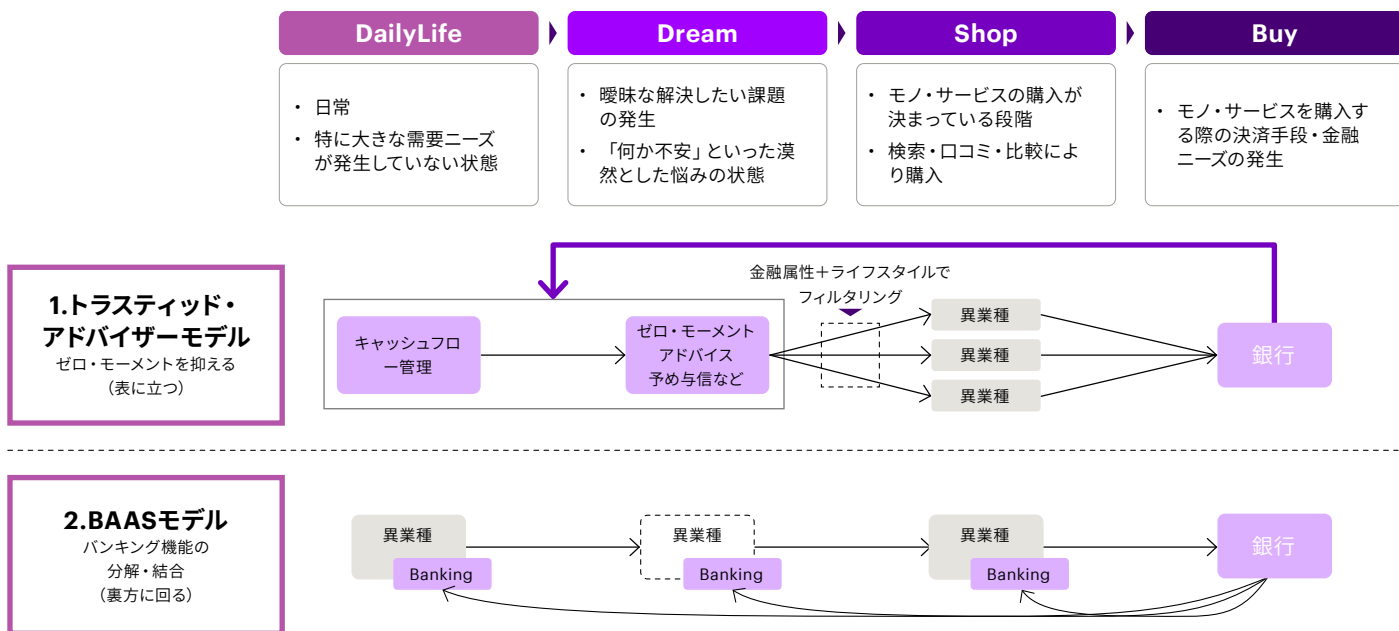 DailyLife
Dream
Shop
Buy
・ 日常
・ 特に大きな需要ニーズ
が発生していない状態
・ 曖昧な解決したい課題
の発生
・ 「何か不安」といった漠
然とした悩みの状態
・ モノ・サービスの購入が
決まっている段階
・ 検索・口コミ・比較によ
り購入
・ モノ・サービスを購入す
る際の決済手段・金融
ニーズの発生
1.トラスティッド・
アドバイザーモデル
ゼロ・モーメントを抑える
(表に立つ)
キャッシュフロ
ー管理
ゼロ・モーメント
アドバイス
予め与信など
金融属性+ライフスタイルで
フィルタリング
異業種
異業種
異業種
銀行
2.BAASモデル
バンキング機能の
分解・結合
(裏方に回る)
異業種
Banking
異業種
Banking
異業種
Banking
銀行